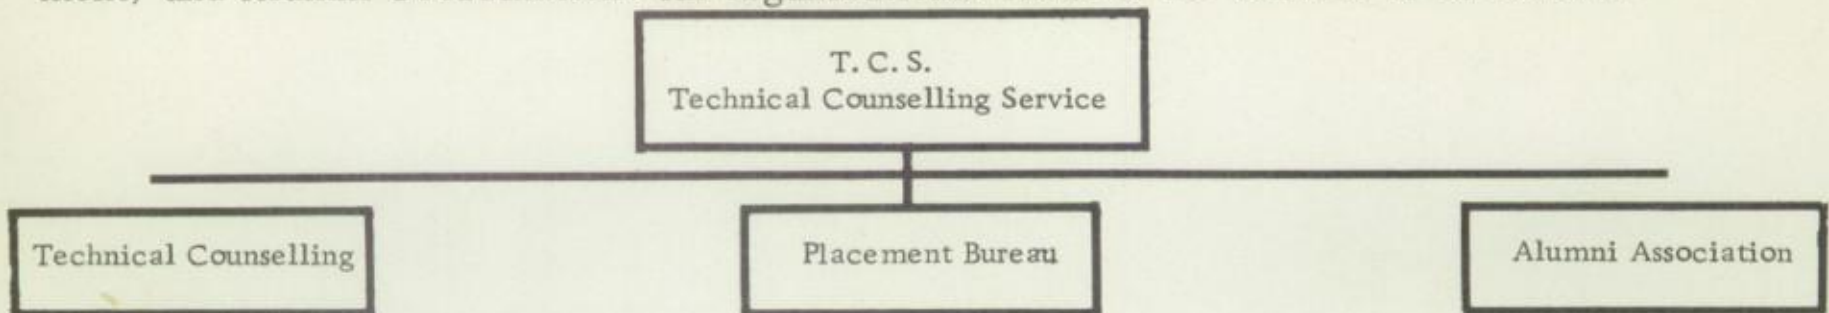 T. C. S.
Technical Counselling Service
Technical Counselling
Placement Bureau
Alumni Association